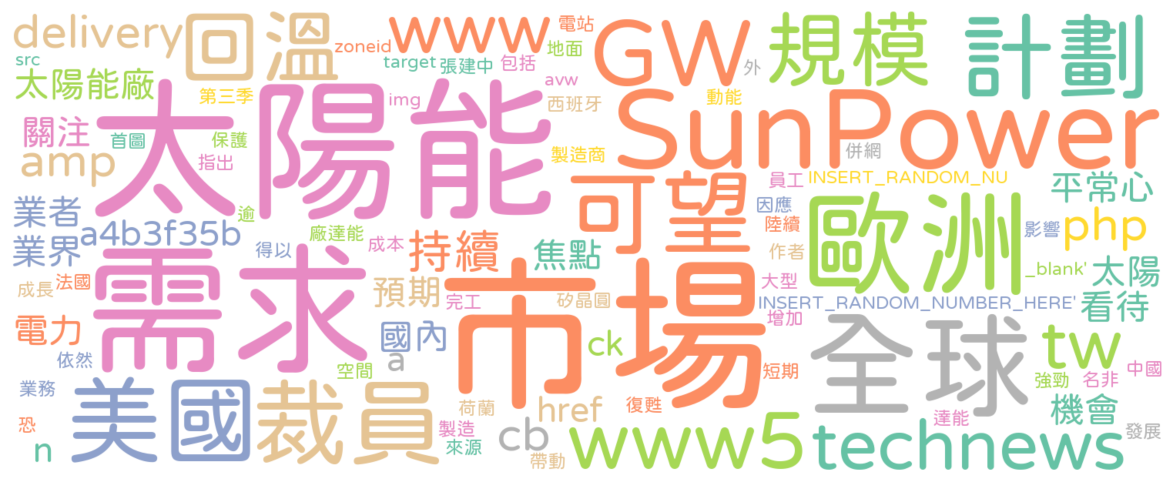 delivery
回溫
zoneid
www
電站
地面
GW
外
規模
計劃
src
太陽能廠
第三季
target
張建中
包括
img
avw
西班牙
動能
太陽能
SunPower
關注
首圖
保護
指出
amp
製造商
併網
可望
員工
INSERT_RANDOM_NU
平常心
業者
逾
a4b3f35b
業界
得以
廠達能
成本
持續
焦點
因應
陸續
歐洲
影響
php
作者
_blank'
太陽
成長
法國
需求
預期
完工
矽晶圓
市場
大型
INSERT_RANDOM_NUMBER_HERE'
看待
增加
電力
國內
a
ck
全球
tw
依然
空間
短期
強勁
名非
中國
業務
美國
裁員
荷蘭
href
復甦
達能
機會
恐
製造
cb
www5
technews
發展
n
來源
帶動